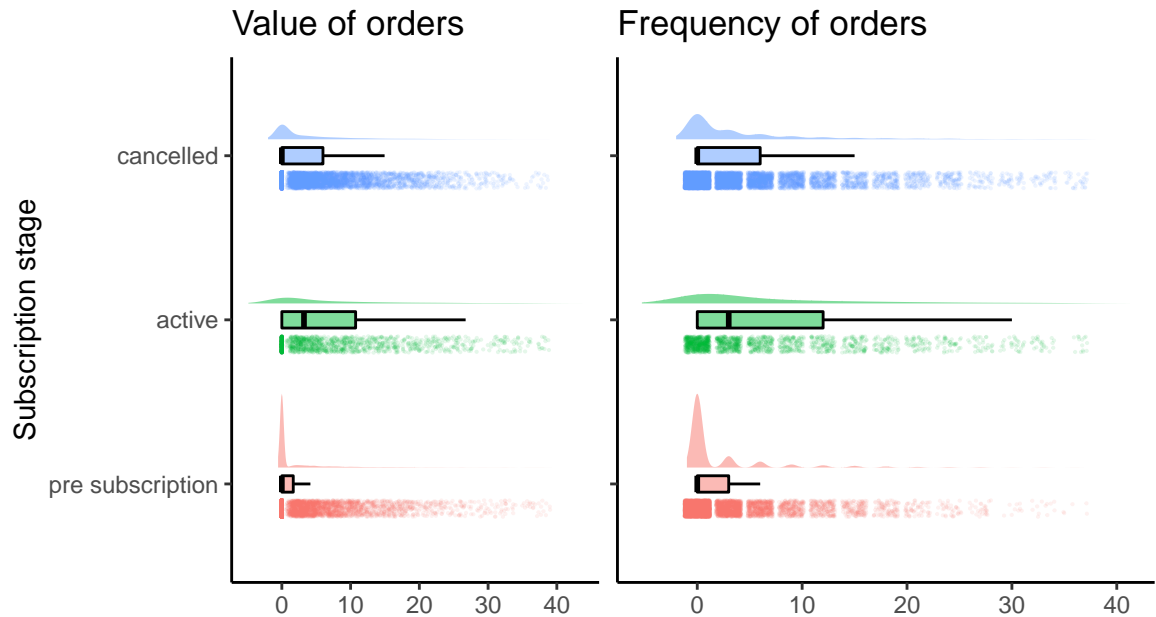 Value of orders
Frequency of orders
Subscription stage
cancelled
active
pre subscription
0 10 20 30 40
0 10 20 30 40